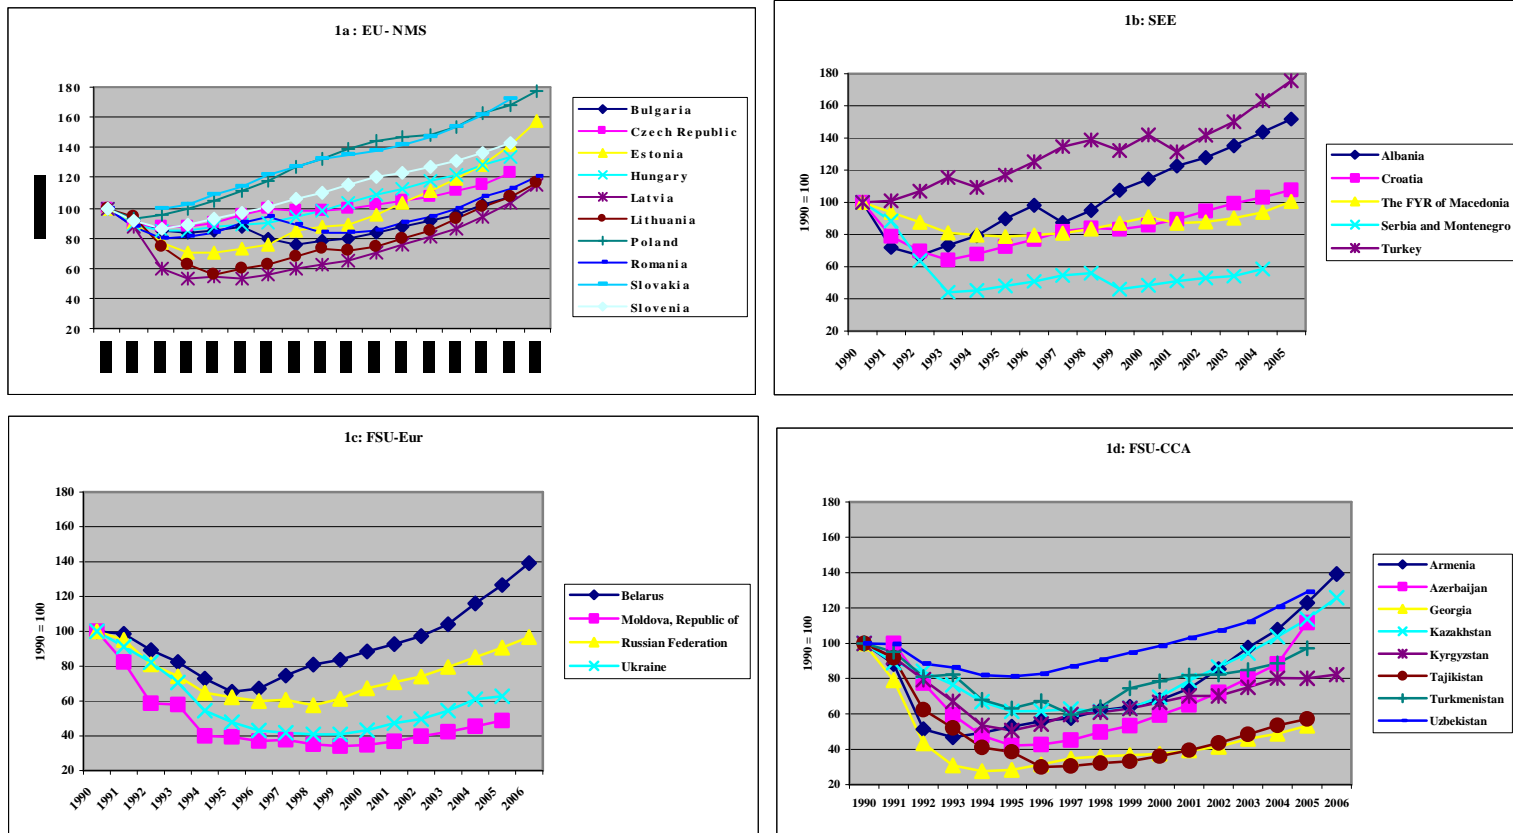 1a: EU- NMS
180
160
140
120
100
80
60
40
20
Bulgaria
Czech Republic
Estonia
Hungary
Latvia
Lithuania
Poland
Romania
Slovakia
Slovenia
1b: SEE
1990 = 100
180
160
140
120
100
80
60
40
20
1990 1991 1992 1993 1994 1995 1996 1997 1998 1999 2000 2001 2002 2003 2004 2005
Albania
Croatia
The FYR of Macedonia
Serbia and Montenegro
Turkey
1c: FSU-Eur
1990 = 100
180
160
140
120
100
80
60
40
20
1990 1991 1992 1993 1994 1995 1996 1997 1998 1999 2000 2001 2002 2003 2004 2005 2006
Belarus
Moldova, Republic of
Russian Federation
Ukraine
1d: FSU-CCA
1990 = 100
180
160
140
120
100
80
60
40
20
1990 1991 1992 1993 1994 1995 1996 1997 1998 1999 2000 2001 2002 2003 2004 2005 2006
Armenia
Azerbaijan
Georgia
Kazakhstan
Kyrgyzstan
Tajikistan
Turkmenistan
Uzbekistan